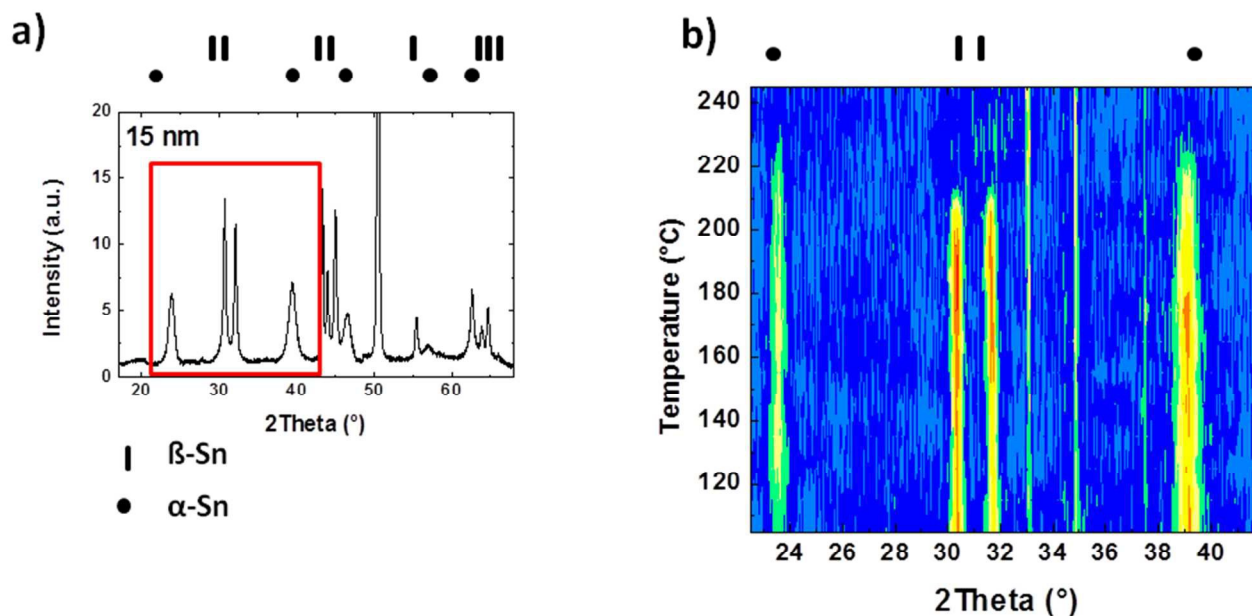 a)
15 nm
20
15
10
5
0
Intensity (a.u.)
20 30 40 50 60
2Theta (°)
ß-Sn
α-Sn
b)
240
220
200
180
160
140
120
Temperature (°C)
24 26 28 30 32 34 36 38 40
2Theta (°)